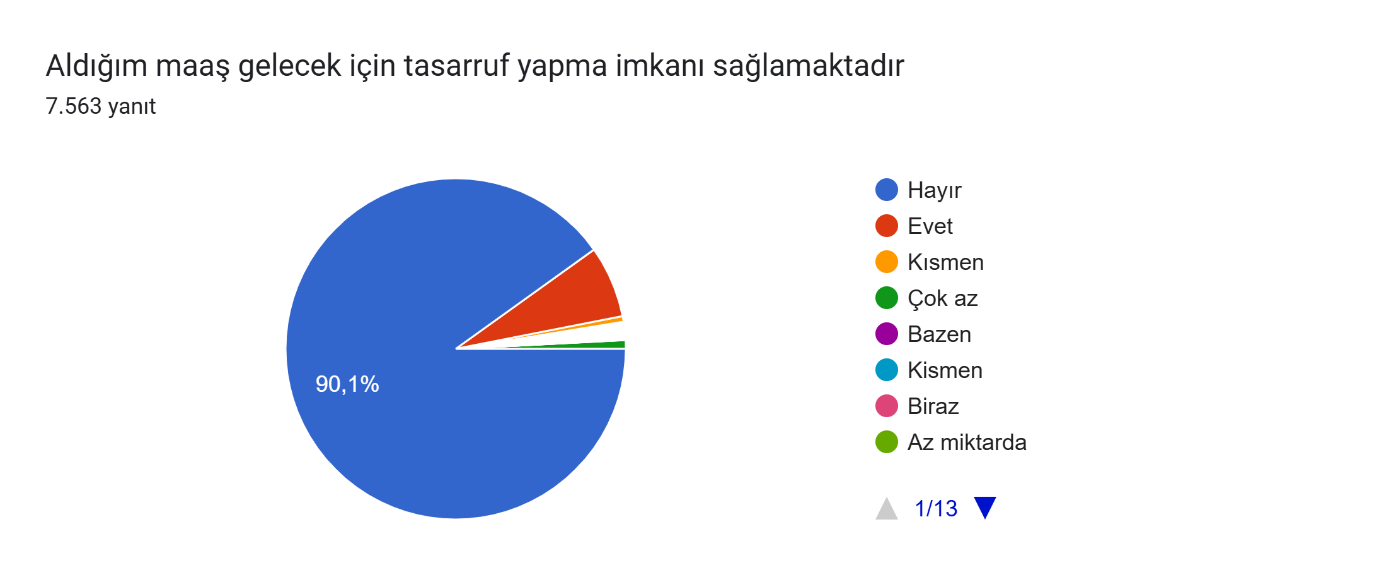 Aldığım maaş gelecek için tasarruf yapma imkanı sağlamaktadır
7.563 yanıt
90,1%
Hayır
Evet
Kısmen
Çok az
Bazen
Kismen
Biraz
Az miktarda
1/13